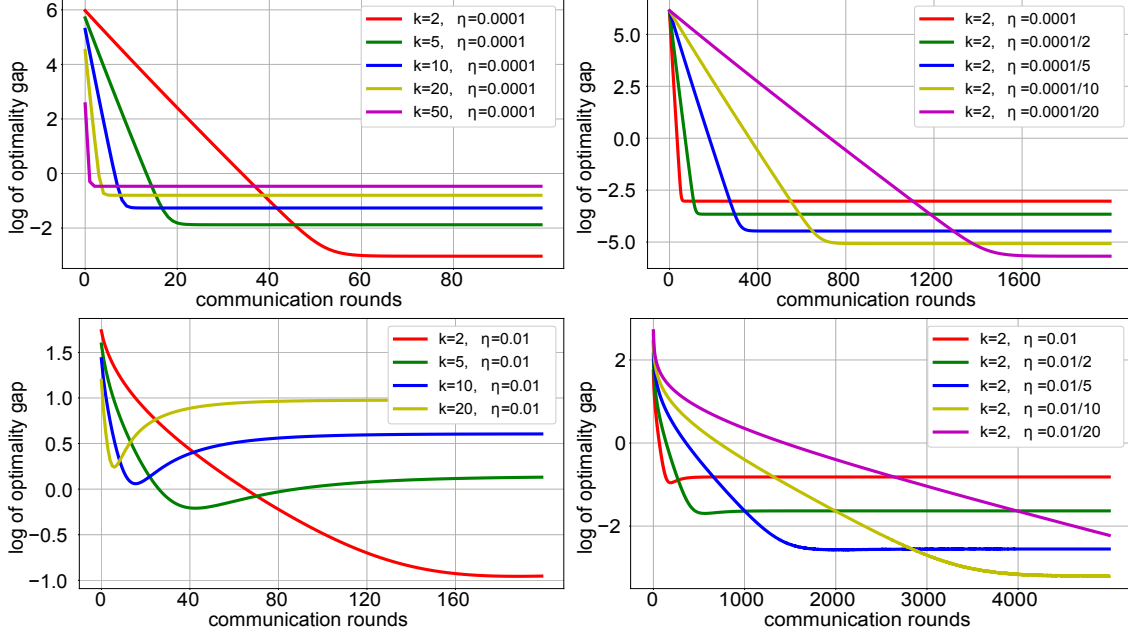 6
4
2
0
−2
0
20
40
60
80
log of optimality gap
communication rounds
k=2, η=0.0001
k=5, η=0.0001
k=10, η=0.0001
k=20, η=0.0001
k=50, η=0.0001
5.0
2.5
0.0
−2.5
−5.0
0
400
800
1200
1600
log of optimality gap
communication rounds
k=2, η=0.0001
k=2, η =0.0001/2
k=2, η =0.0001/5
k=2, η =0.0001/10
k=2, η =0.0001/20
1.5
1.0
0.5
0.0
−0.5
−1.0
0
40
80
120
160
log of optimality gap
communication rounds
k=2, η=0.01
k=5, η=0.01
k=10, η=0.01
k=20, η=0.01
2
0
−2
0
1000
2000
3000
4000
log of optimality gap
communication rounds
k=2, η =0.01
k=2, η =0.01/2
k=2, η =0.01/5
k=2, η =0.01/10
k=2, η =0.01/20